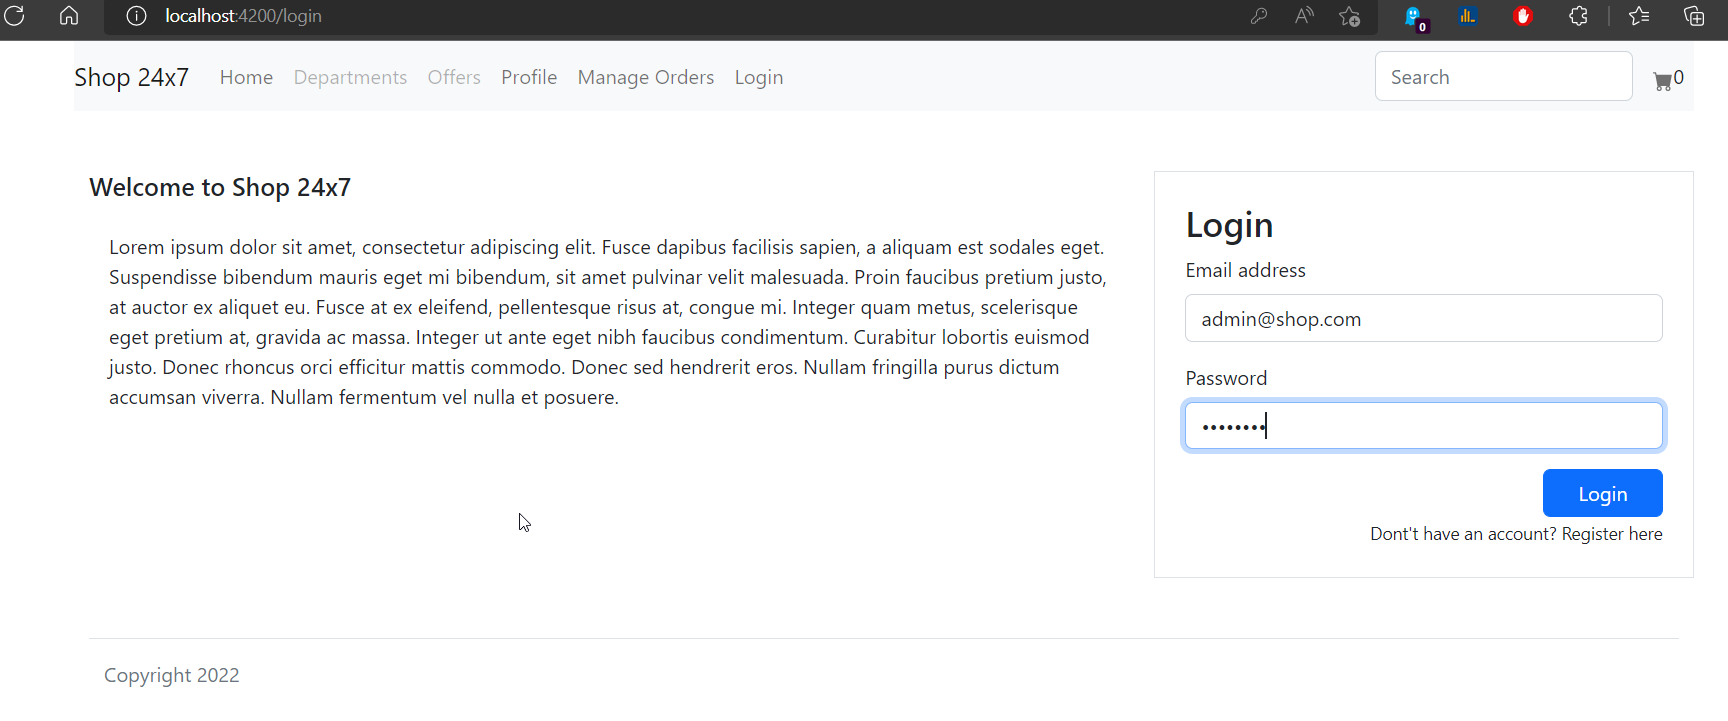 localhost:4200/login
0
Shop 24x7 Home Departments Offers Profile Manage Orders Login Search 0
Welcome to Shop 24x7
Lorem ipsum dolor sit amet, consectetur adipiscing elit. Fusce dapibus facilisis sapien, a aliquam est sodales eget.
Suspendisse bibendum mauris eget mi bibendum, sit amet pulvinar velit malesuada. Proin faucibus pretium justo,
at auctor ex aliquet eu. Fusce at ex eleifend, pellentesque risus at, congue mi. Integer quam metus, scelerisque
eget pretium at, gravida ac massa. Integer ut ante eget nibh faucibus condimentum. Curabitur lobortis euismod
justo. Donec rhoncus orci efficitur mattis commodo. Donec sed hendrerit eros. Nullam fringilla purus dictum
accumsan viverra. Nullam fermentum vel nulla et posuere.
Login
Email address
admin@shop.com
Password
••••••••
Login
Dont't have an account? Register here
Copyright 2022